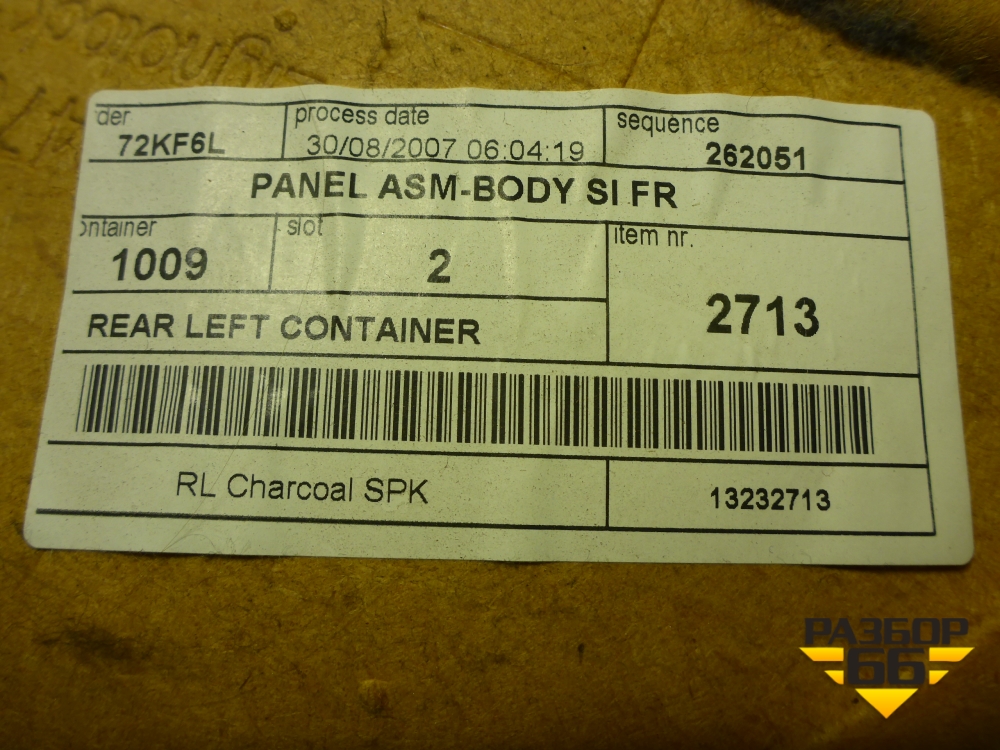 der process date sequence
72KF6L 30/08/2007 06:04:19 262051
PANEL ASM-BODY SI FR
ontainer slot item nr.
1009 2 2713
REAR LEFT CONTAINER
RL Charcoal SPK 13232713
РАЗБОР
66